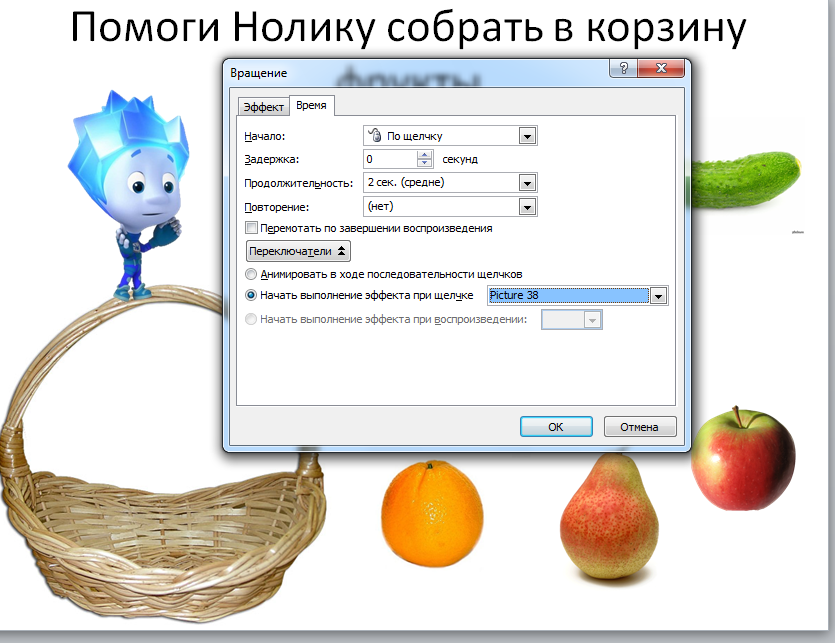 Помоги Нолику собрать в корзину
фрукты
Вращение
Эффект
Время
Начало:
По щелчку
Задержка:
0
секунд
Продолжительность:
2 сек. (средне)
Повторение:
(нет)
Перемотать по завершении воспроизведения
Переключатели
Анимировать в ходе последовательности щелчков
Начать выполнение эффекта при щелчке
Picture 38
Начать выполнение эффекта при воспроизведении:
ОК
Отмена